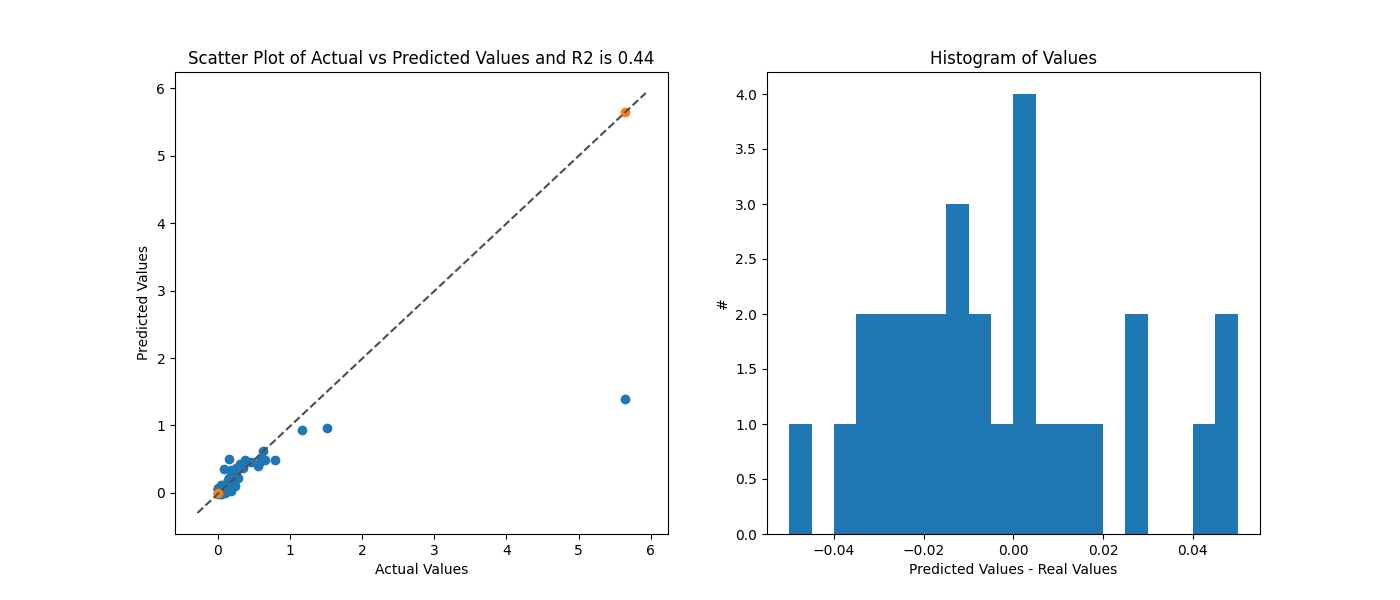 Scatter Plot of Actual vs Predicted Values and R2 is 0.44
6
5
4
3
2
1
0
Predicted Values
0 1 2 3 4 5 6
Actual Values
Histogram of Values
4.0
3.5
3.0
2.5
2.0
1.5
1.0
0.5
0.0
#
−0.04 −0.02 0.00 0.02 0.04
Predicted Values - Real Values